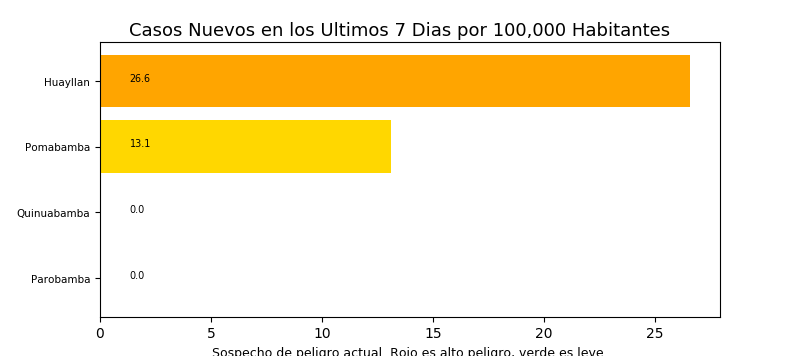 Casos Nuevos en los Ultimos 7 Dias por 100,000 Habitantes
Huayllan
26.6
Pomabamba
13.1
Quinuabamba
0.0
Parobamba
0.0
0 5 10 15 20 25
Sospecho de peligro actual. Rojo es alto peligro, verde es leve